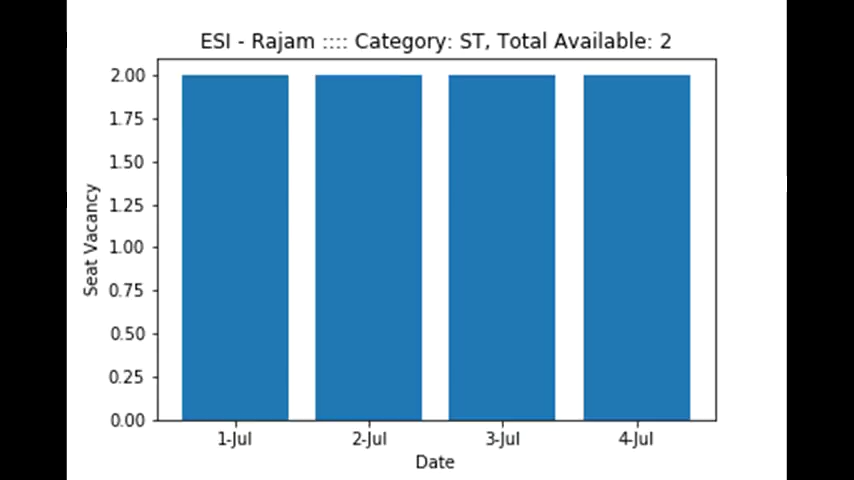 ESI - Rajam :::: Category: ST, Total Available: 2
2.00
1.75
1.50
1.25
1.00
0.75
0.50
0.25
0.00
Seat Vacancy
1-Jul 2-Jul 3-Jul 4-Jul
Date